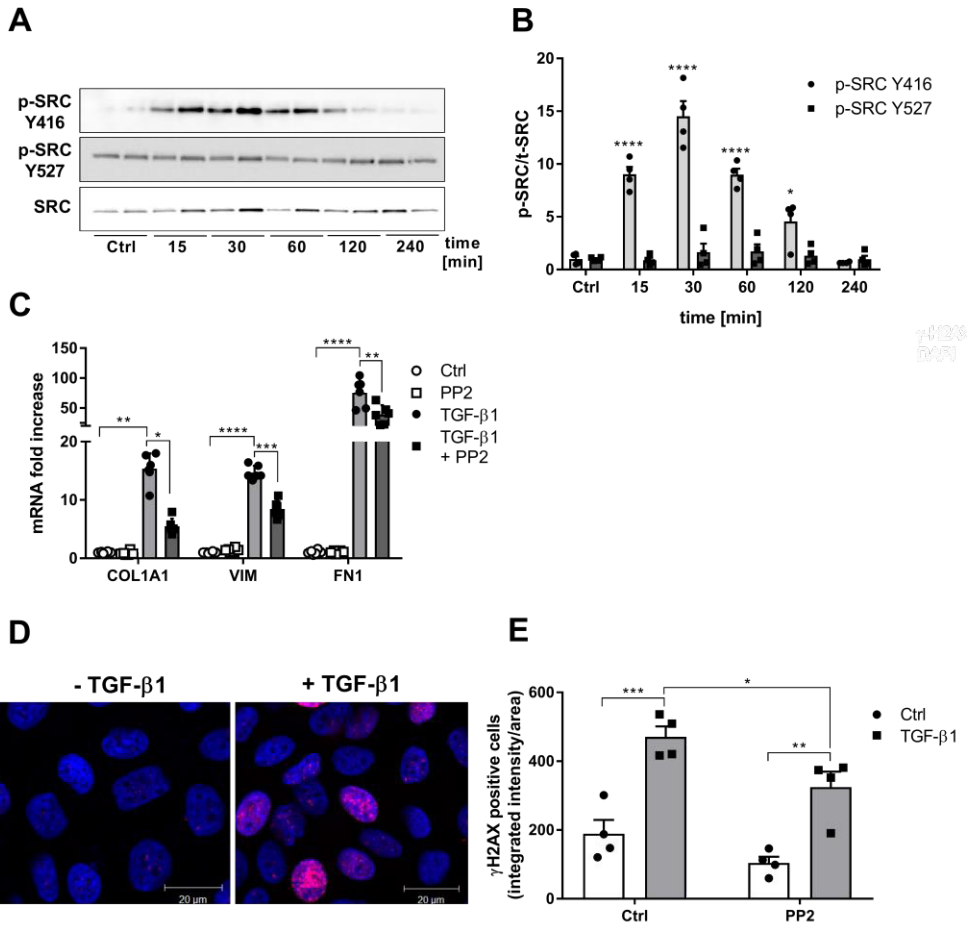 A
p-SRC
Y416
p-SRC
Y527
SRC
Ctrl 15 30 60 120 240 time
[min]
B
p-SRC/t-SRC
20
15
10
5
0
****
****
****
*
p-SRC Y416
p-SRC Y527
Ctrl 15 30 60 120 240
time [min]
C
mRNA fold increase
150
100
50
20
10
0
** *
**** ***
**** **
Ctrl
PP2
TGF-β1
TGF-β1
+ PP2
COL1A1 VIM FN1
γ-H2AX
DAPI
D
- TGF-β1 + TGF-β1
20 µm 20 µm
E
γH2AX positive cells
(integrated intensity/area)
600
400
200
0
***
*
**
Ctrl
TGF-β1
Ctrl PP2